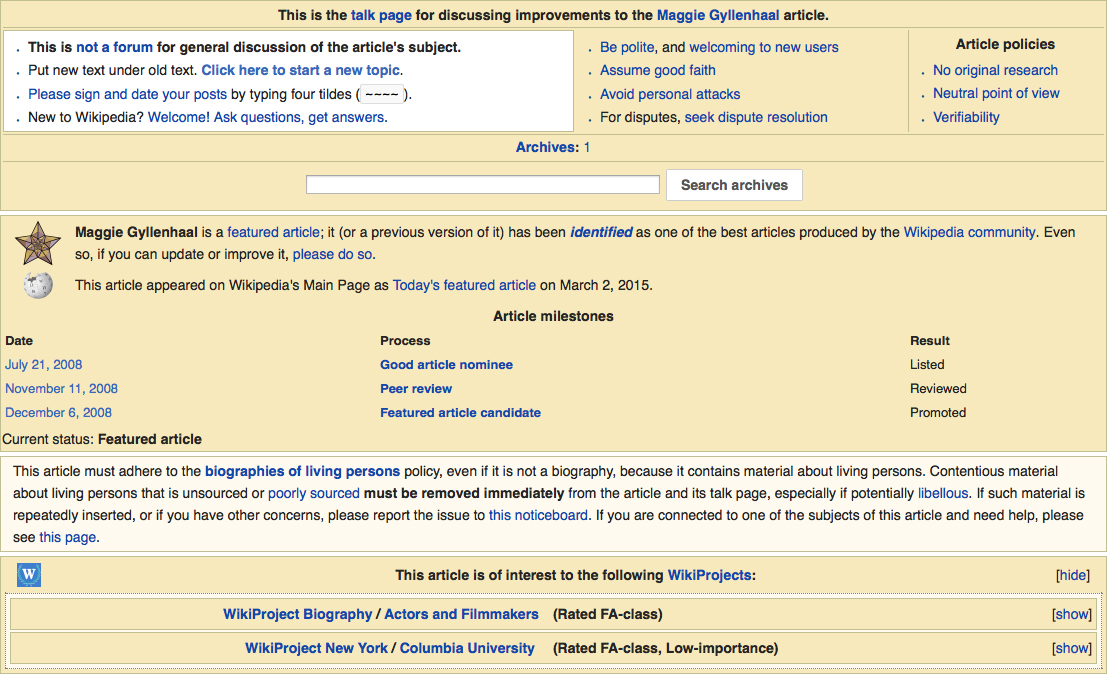 This is the talk page for discussing improvements to the Maggie Gyllenhaal article.
This is not a forum for general discussion of the article's subject.
Put new text under old text. Click here to start a new topic.
Please sign and date your posts by typing four tildes ( ~~~~ ).
New to Wikipedia? Welcome! Ask questions, get answers.
Be polite, and welcoming to new users
Assume good faith
Avoid personal attacks
For disputes, seek dispute resolution
Article policies
No original research
Neutral point of view
Verifiability
Archives: 1
Search archives
Maggie Gyllenhaal is a featured article; it (or a previous version of it) has been identified as one of the best articles produced by the Wikipedia community. Even
so, if you can update or improve it, please do so.
This article appeared on Wikipedia's Main Page as Today's featured article on March 2, 2015.
Article milestones
Date Process Result
July 21, 2008 Good article nominee Listed
November 11, 2008 Peer review Reviewed
December 6, 2008 Featured article candidate Promoted
Current status: Featured article
This article must adhere to the biographies of living persons policy, even if it is not a biography, because it contains material about living persons. Contentious material
about living persons that is unsourced or poorly sourced must be removed immediately from the article and its talk page, especially if potentially libellous. If such material is
repeatedly inserted, or if you have other concerns, please report the issue to this noticeboard. If you are connected to one of the subjects of this article and need help, please
see this page.
W This article is of interest to the following WikiProjects: [hide]
WikiProject Biography / Actors and Filmmakers (Rated FA-class) [show]
WikiProject New York / Columbia University (Rated FA-class, Low-importance) [show]